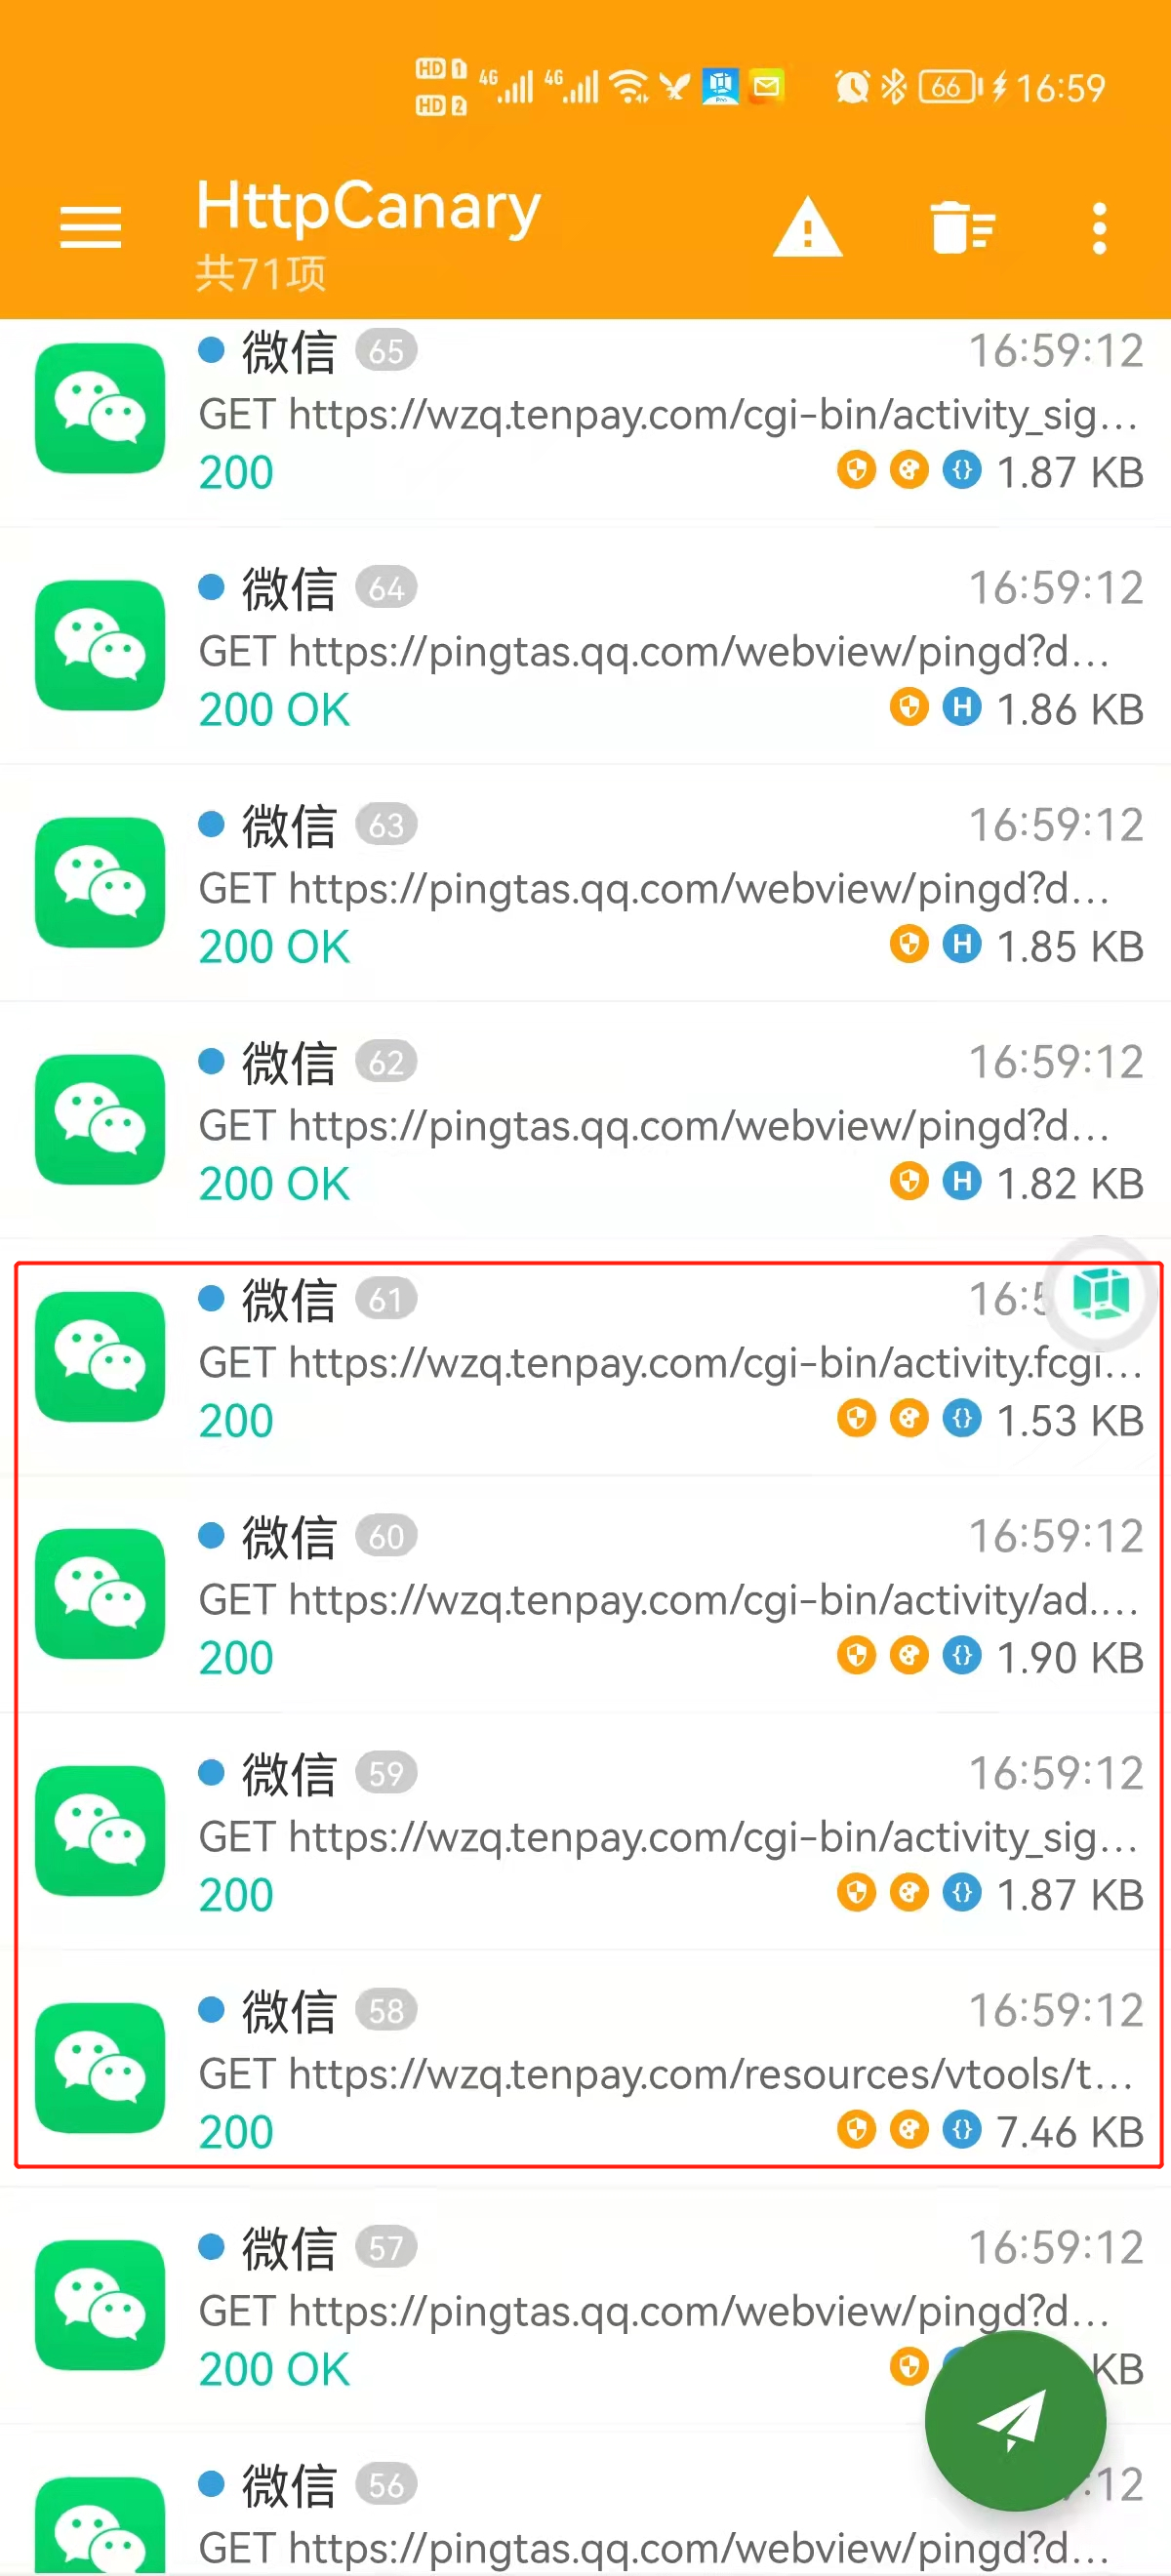 HD 1 4G 4G 66 16:59
HD 2
HttpCanary
共71项
微信 65 16:59:12
GET https://wzq.tenpay.com/cgi-bin/activity_sig...
200 {} 1.87 KB
微信 64 16:59:12
GET https://pingtas.qq.com/webview/pingd?d...
200 OK H 1.86 KB
微信 63 16:59:12
GET https://pingtas.qq.com/webview/pingd?d...
200 OK H 1.85 KB
微信 62 16:59:12
GET https://pingtas.qq.com/webview/pingd?d...
200 OK H 1.82 KB
微信 61 16:5
GET https://wzq.tenpay.com/cgi-bin/activity.fcgi...
200 {} 1.53 KB
微信 60 16:59:12
GET https://wzq.tenpay.com/cgi-bin/activity/ad....
200 {} 1.90 KB
微信 59 16:59:12
GET https://wzq.tenpay.com/cgi-bin/activity_sig...
200 {} 1.87 KB
微信 58 16:59:12
GET https://wzq.tenpay.com/resources/vtools/t...
200 {} 7.46 KB
微信 57 16:59:12
GET https://pingtas.qq.com/webview/pingd?d...
200 OK KB
微信 56 :12
GET https://pingtas.qq.com/webview/pingd?d...